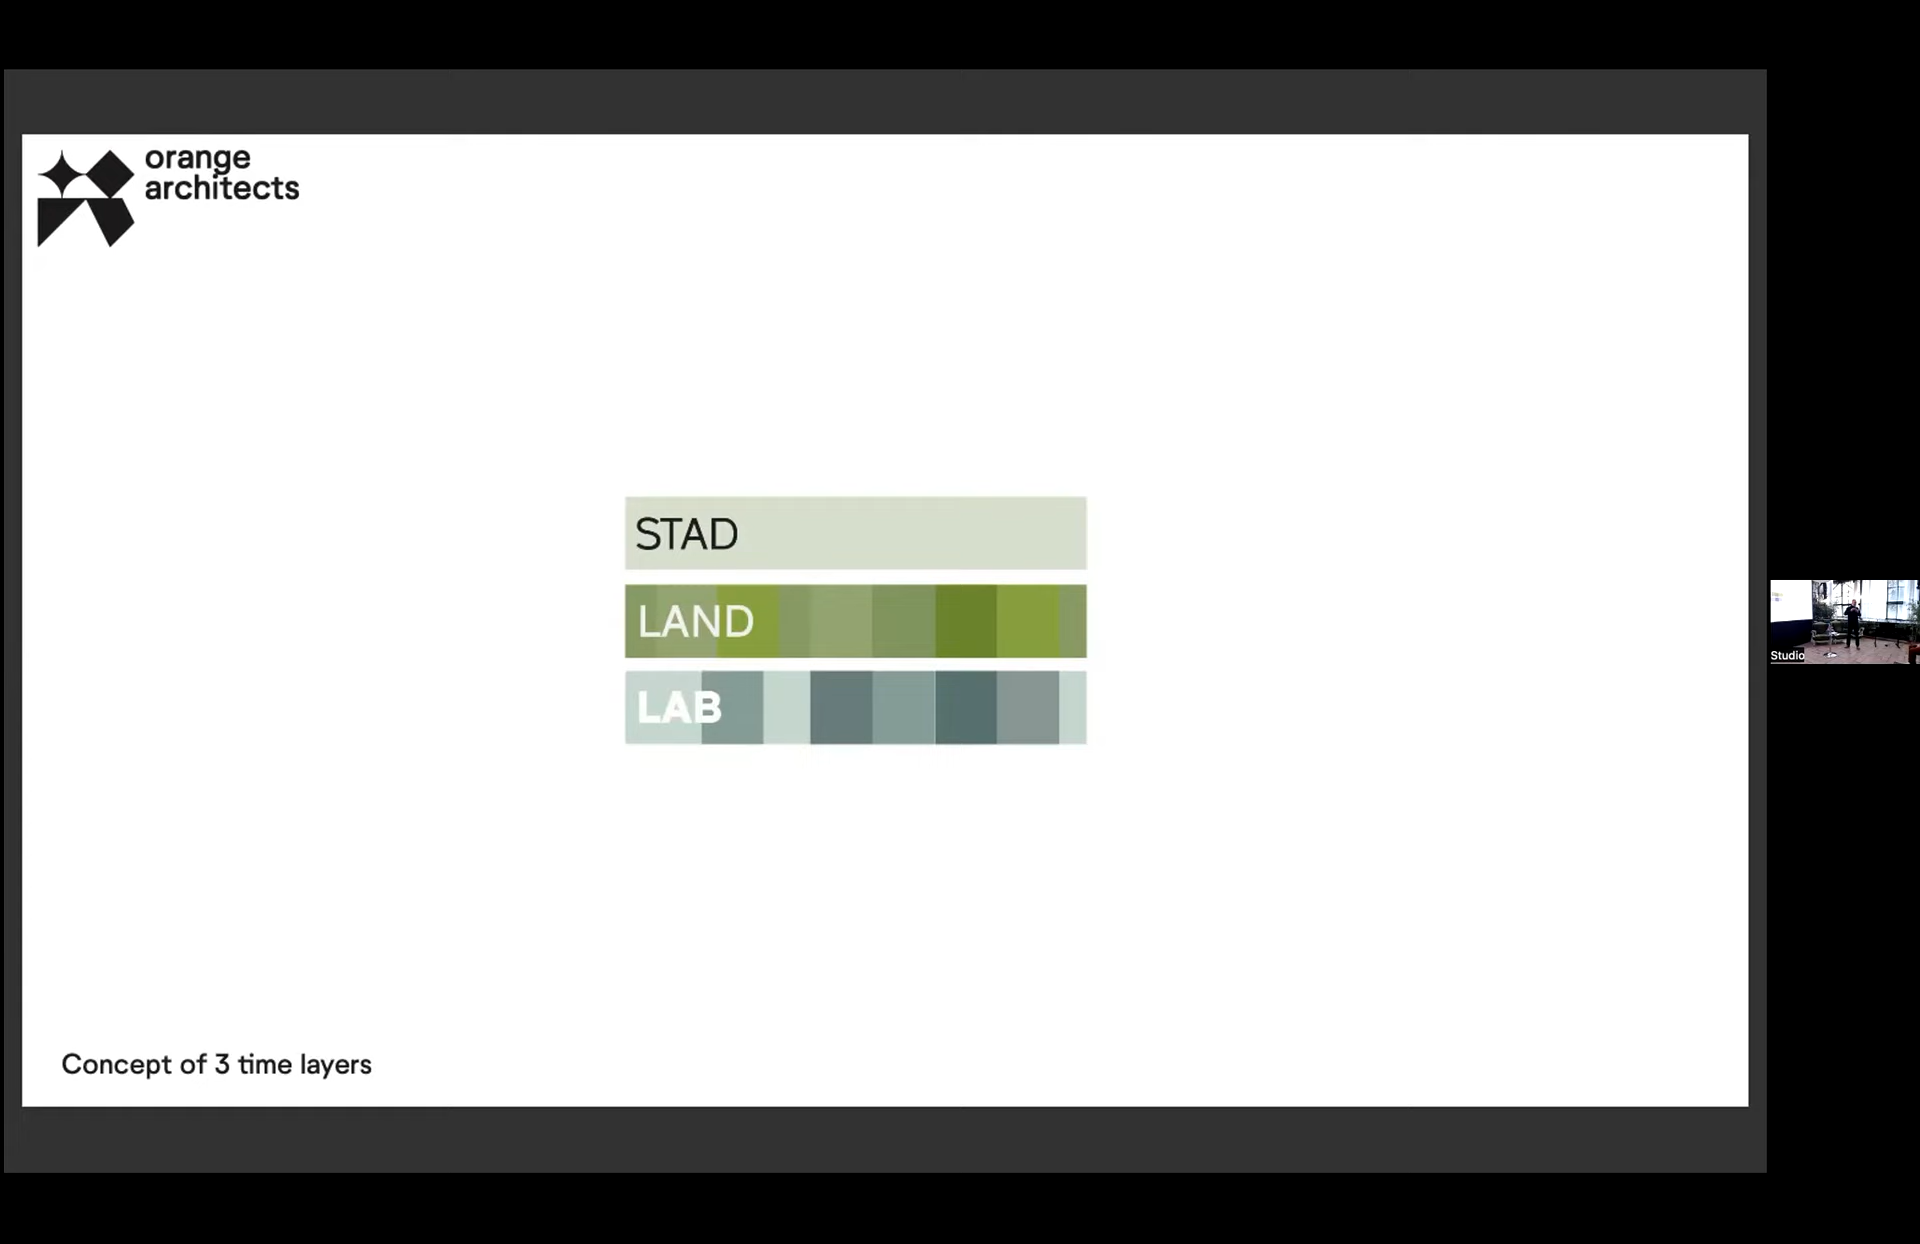 orange
architects
STAD
LAND
LAB
Concept of 3 time layers
Studio